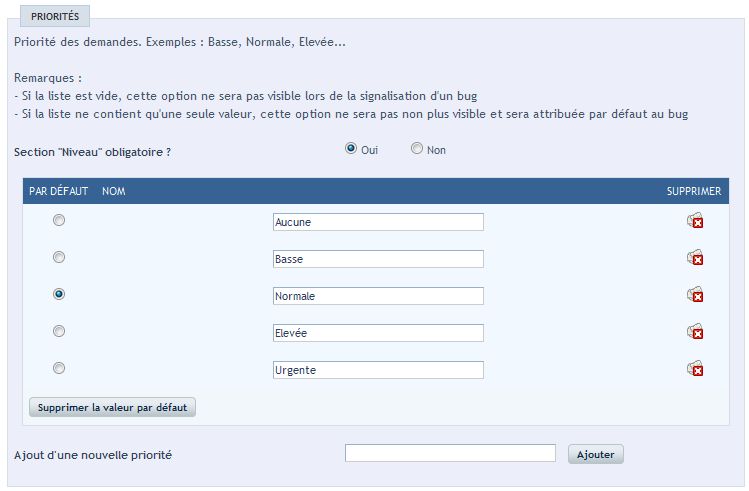 PRIORITÉS
Priorité des demandes. Exemples : Basse, Normale, Elevée...
Remarques :
- Si la liste est vide, cette option ne sera pas visible lors de la signalisation d'un bug
- Si la liste ne contient qu'une seule valeur, cette option ne sera pas non plus visible et sera attribuée par défaut au bug
Section "Niveau" obligatoire ? Oui Non
PAR DÉFAUT NOM SUPPRIMER
Aucune
Basse
Normale
Elevée
Urgente
Supprimer la valeur par défaut
Ajout d'une nouvelle priorité Ajouter